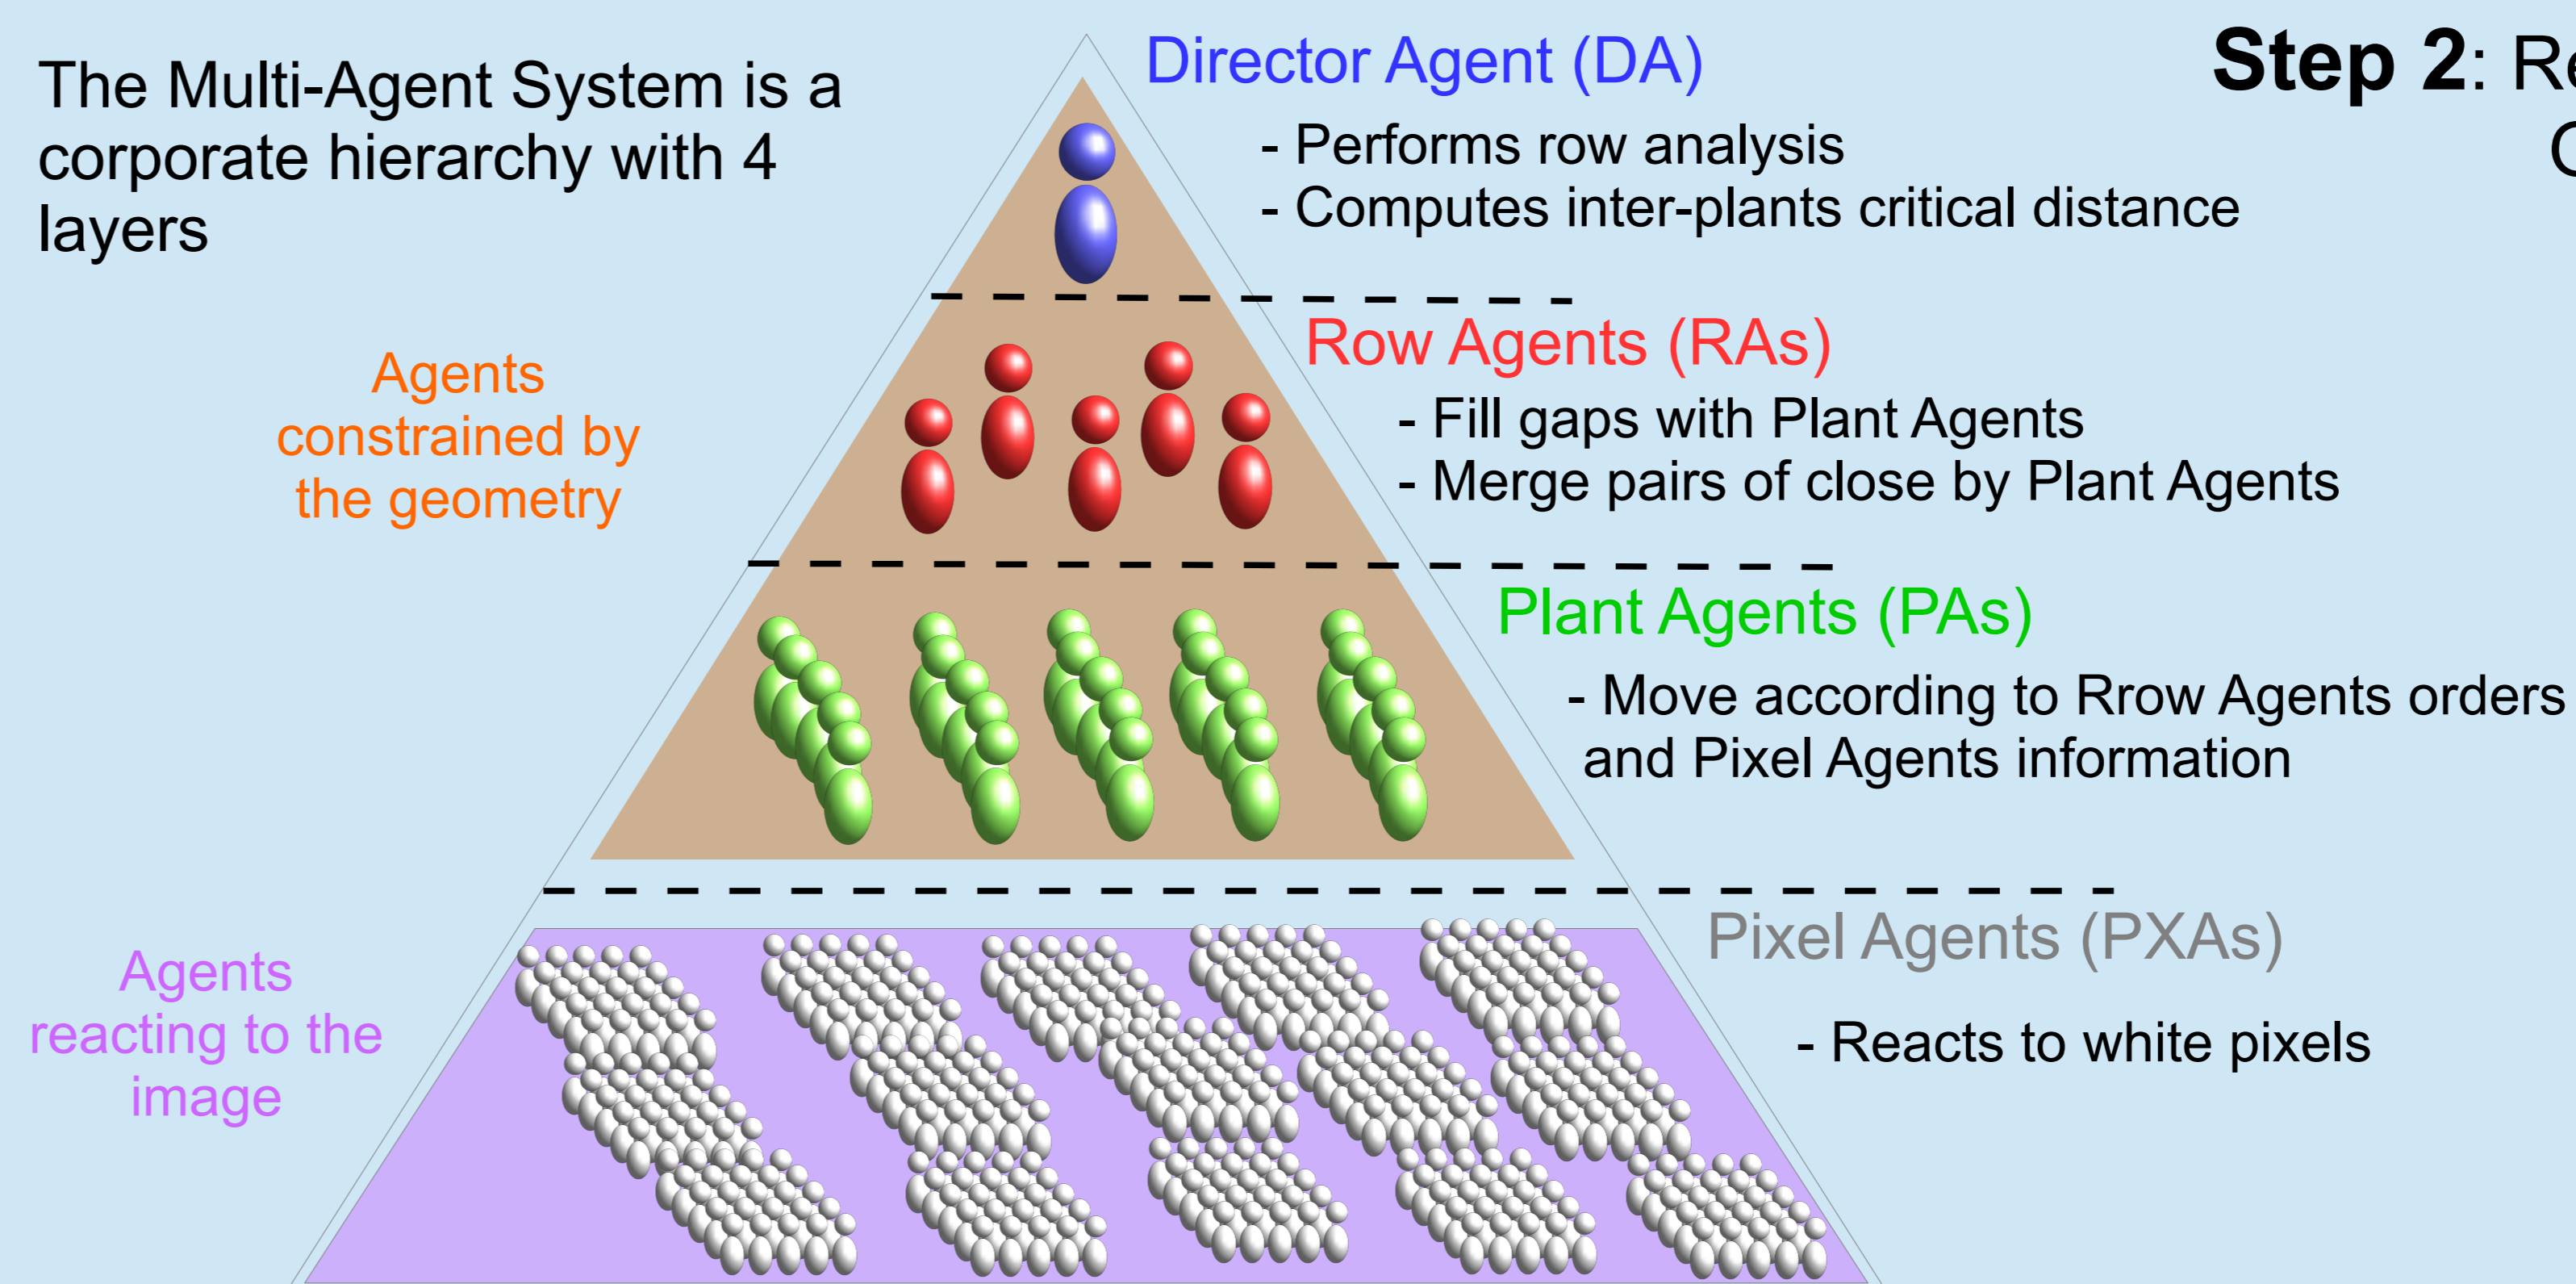 The Multi-Agent System is a
corporate hierarchy with 4
layers
Director Agent (DA)
- Performs row analysis
- Computes inter-plants critical distance
Step 2:
Agents
constrained by
the geometry
Row Agents (RAs)
- Fill gaps with Plant Agents
- Merge pairs of close by Plant Agents
Plant Agents (PAs)
- Move according to Rrow Agents orders
and Pixel Agents information
Agents
reacting to the
image
Pixel Agents (PXAs)
- Reacts to white pixels